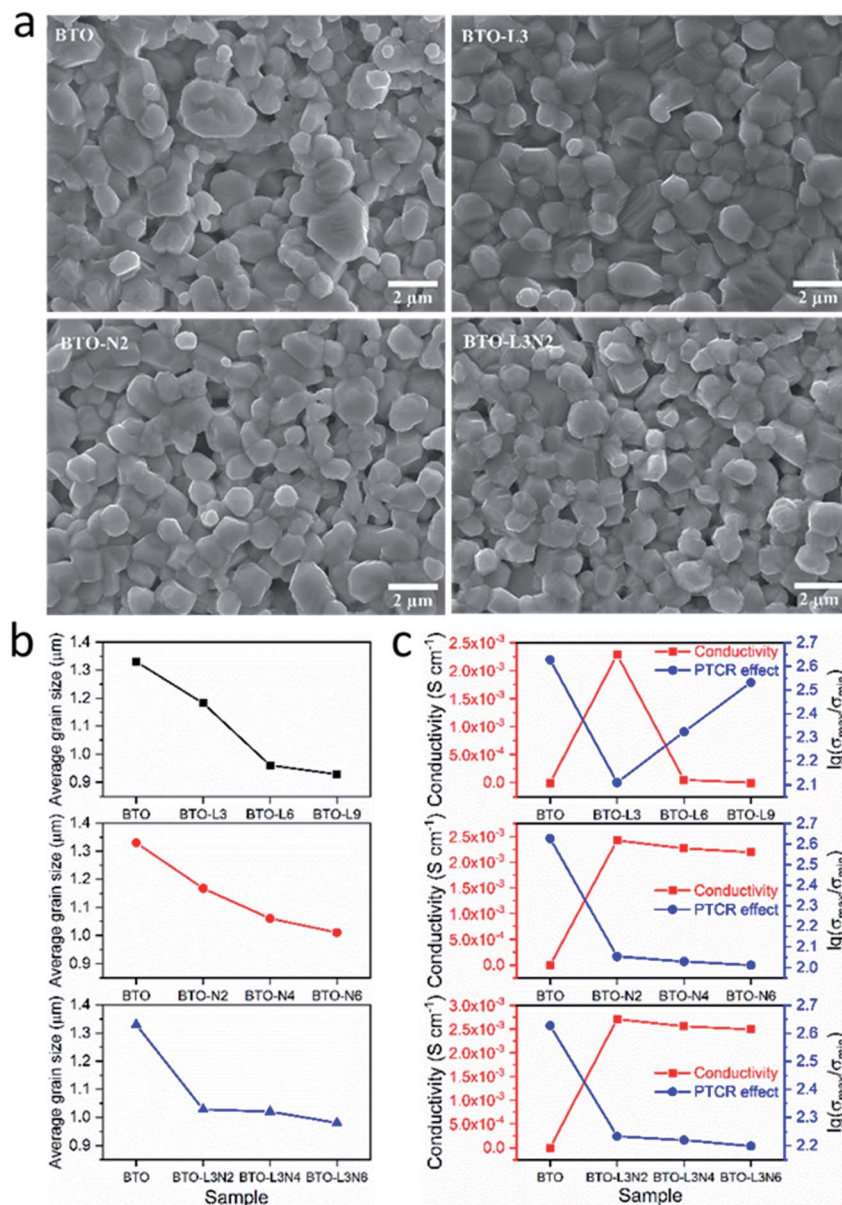 a
BTO
2 μm
BTO-L3
2 μm
BTO-N2
2 μm
BTO-L3N2
2 μm
b
Average grain size (μm)
1.4
1.3
1.2
1.1
1.0
0.9
BTO BTO-L3 BTO-L6 BTO-L9
Average grain size (μm)
1.4
1.3
1.2
1.1
1.0
0.9
BTO BTO-N2 BTO-N4 BTO-N6
Average grain size (μm)
1.4
1.3
1.2
1.1
1.0
0.9
BTO BTO-L3N2 BTO-L3N4 BTO-L3N6
Sample
c
Conductivity (S cm⁻¹)
2.5x10⁻³
2.0x10⁻³
1.5x10⁻³
1.0x10⁻³
5.0x10⁻⁴
0.0
Conductivity
PTCR effect
2.7
2.6
2.5
2.4
2.3
2.2
2.1
lg(σmax/σmin)
BTO BTO-L3 BTO-L6 BTO-L9
Conductivity (S cm⁻¹)
2.5x10⁻³
2.0x10⁻³
1.5x10⁻³
1.0x10⁻³
5.0x10⁻⁴
0.0
Conductivity
PTCR effect
2.7
2.6
2.5
2.4
2.3
2.2
2.1
2.0
lg(σmax/σmin)
BTO BTO-N2 BTO-N4 BTO-N6
Conductivity (S cm⁻¹)
3.0x10⁻³
2.5x10⁻³
2.0x10⁻³
1.5x10⁻³
1.0x10⁻³
5.0x10⁻⁴
0.0
Conductivity
PTCR effect
2.7
2.6
2.5
2.4
2.3
2.2
lg(σmax/σmin)
BTO BTO-L3N2 BTO-L3N4 BTO-L3N6
Sample